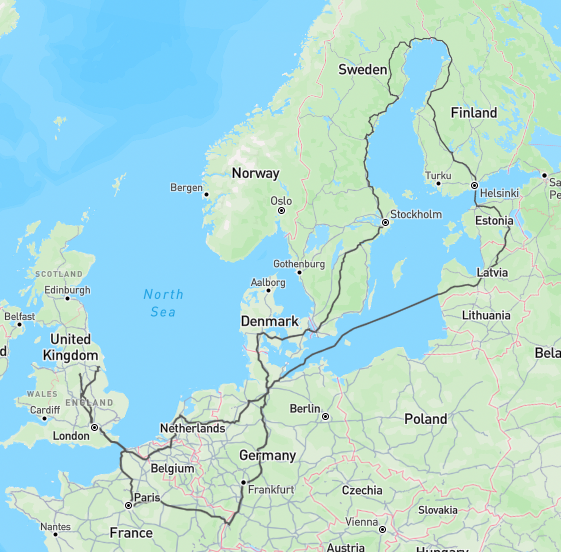 Sweden
Finland
Norway
Bergen
Oslo
Turku
Helsinki
Sa
Pe
Stockholm
Estonia
Gothenburg
Latvia
SCOTLAND
Edinburgh
North
Sea
Aalborg
Belfast
Denmark
Lithuania
d
United
Kingdom
Bela
WALES
ENGLAND
Cardiff
London
Netherlands
Berlin
Poland
Belgium
Germany
Paris
Frankfurt
Czechia
Nantes
France
Vienna
Slovakia
Austria
Hungary